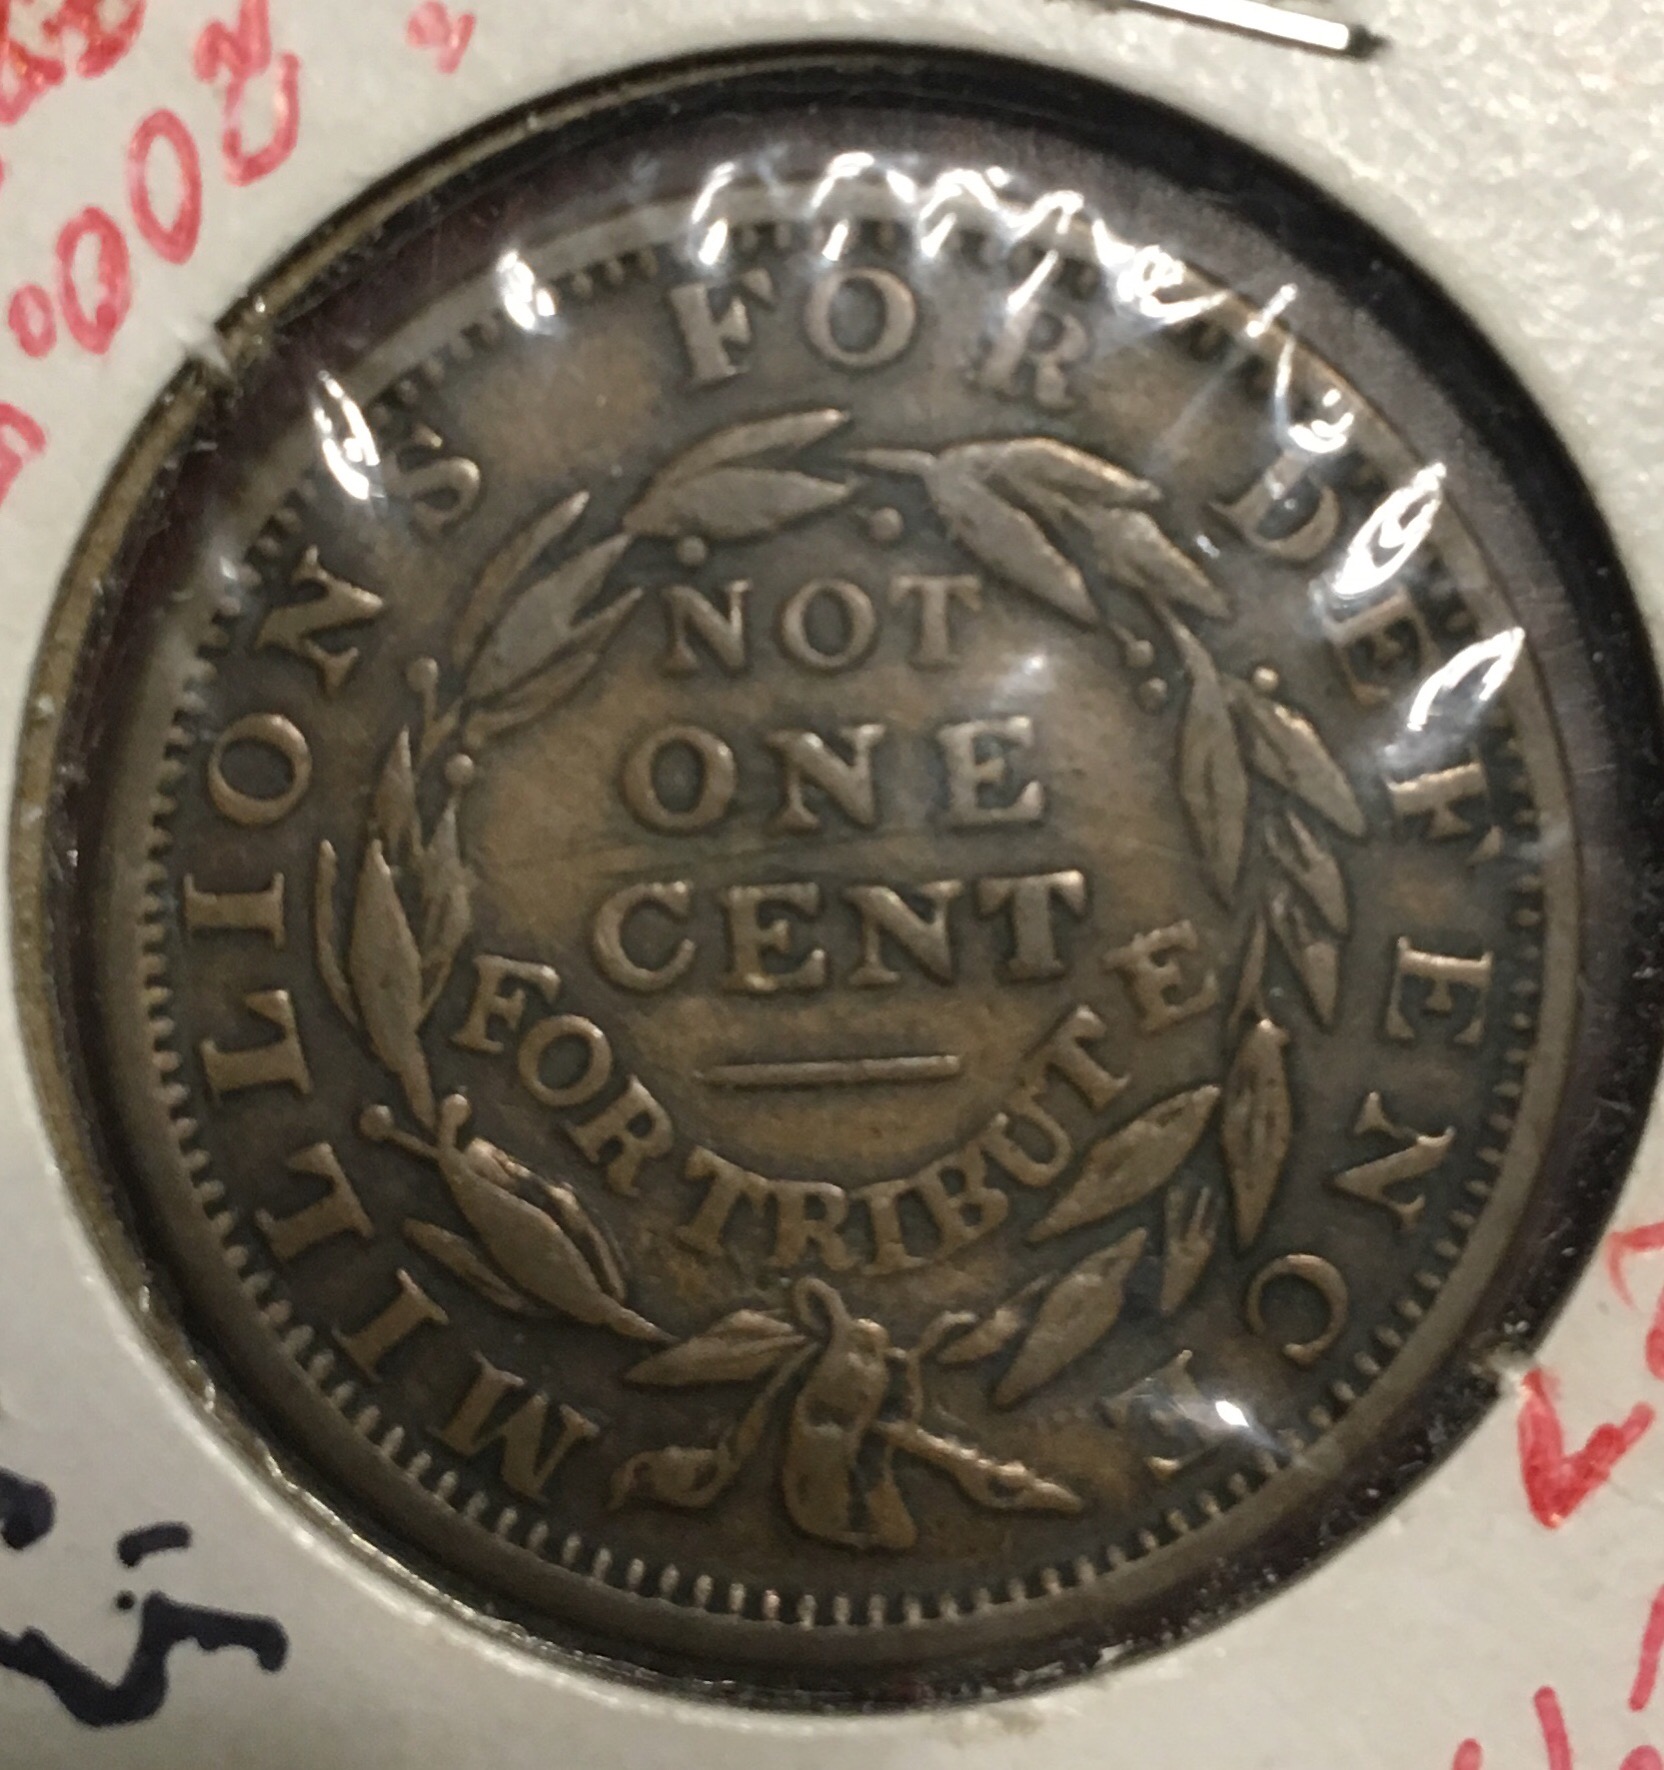 MILLIONS FOR DEFENCE
NOT
ONE
CENT
FOR TRIBUTE